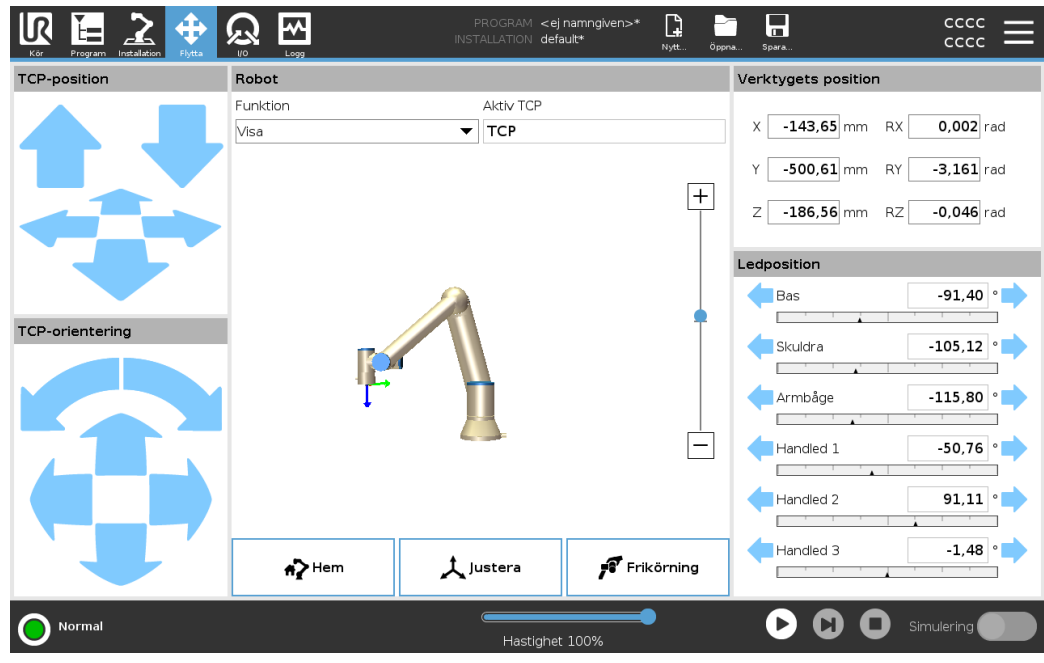 UR
Kör
Program
Installation
Flytta
I/O
Logg
PROGRAM <ej namngiven>*
INSTALLATION default*
Nytt...
Öppna...
Spara...
CCCC
CCCC
TCP-position
TCP-orientering
Robot
Funktion
Aktiv TCP
Visa
TCP
+
−
Hem
Justera
Frikörning
Verktygets position
X -143,65 mm RX 0,002 rad
Y -500,61 mm RY -3,161 rad
Z -186,56 mm RZ -0,046 rad
Ledposition
Bas -91,40 °
Skuldra -105,12 °
Armbåge -115,80 °
Handled 1 -50,76 °
Handled 2 91,11 °
Handled 3 -1,48 °
Normal
Hastighet 100%
Simulering